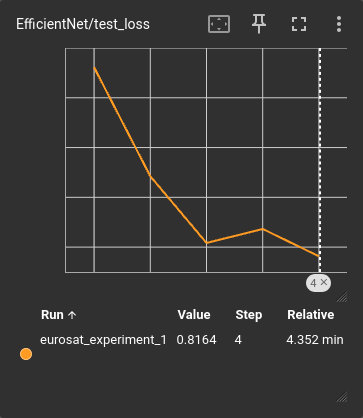 EfficientNet/test_loss
4 ×
Run ↑ Value Step Relative
eurosat_experiment_1 0.8164 4 4.352 min